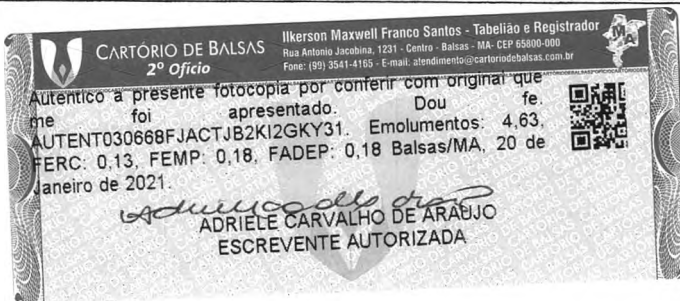 CARTÓRIO DE BALSAS
2º Ofício
Ilkerson Maxwell Franco Santos - Tabelião e Registrador
Rua Antonio Jacobina, 1231 - Centro - Balsas - MA- CEP 65800-000
Fone: (99) 3541-4165 - E-mail: atendimento@cartoriodebalsas.com.br
Autentico a presente fotocopia por conferir com original que
me foi apresentado. Dou fe.
AUTENT030668FJACTJB2KI2GKY31. Emolumentos: 4,63,
FERC: 0,13, FEMP: 0,18, FADEP: 0,18 Balsas/MA, 20 de
Janeiro de 2021.
ADRIELE CARVALHO DE ARAUJO
ESCREVENTE AUTORIZADA